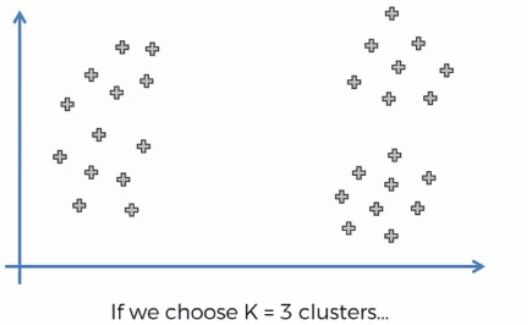 If we choose K = 3 clusters...